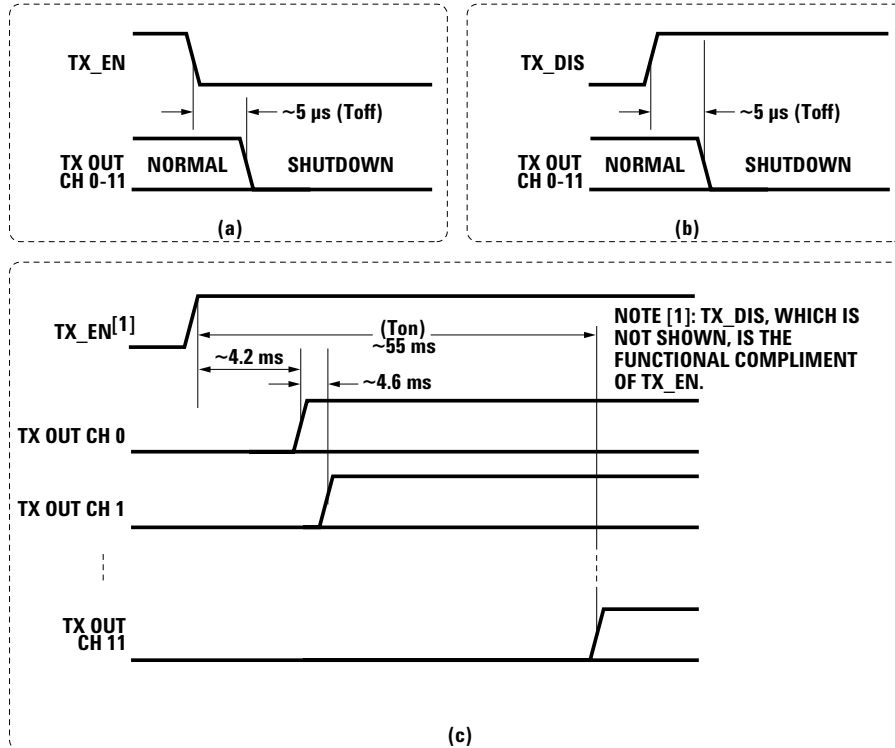 TX_EN
~5 µs (Toff)
TX OUT
CH 0-11
NORMAL
SHUTDOWN
(a)
TX_DIS
~5 µs (Toff)
TX OUT
CH 0-11
NORMAL
SHUTDOWN
(b)
TX_EN[1]
(Ton)
~55 ms
~4.2 ms
~4.6 ms
NOTE [1]: TX_DIS, WHICH IS
NOT SHOWN, IS THE
FUNCTIONAL COMPLIMENT
OF TX_EN.
TX OUT CH 0
TX OUT CH 1
TX OUT
CH 11
(c)